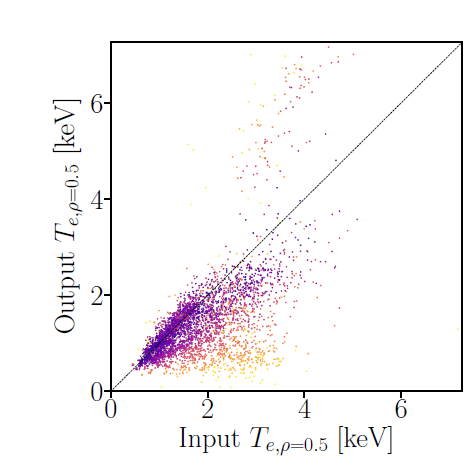 Output T_{e,ρ=0.5} [keV]
6
4
2
0
0 2 4 6
Input T_{e,ρ=0.5} [keV]